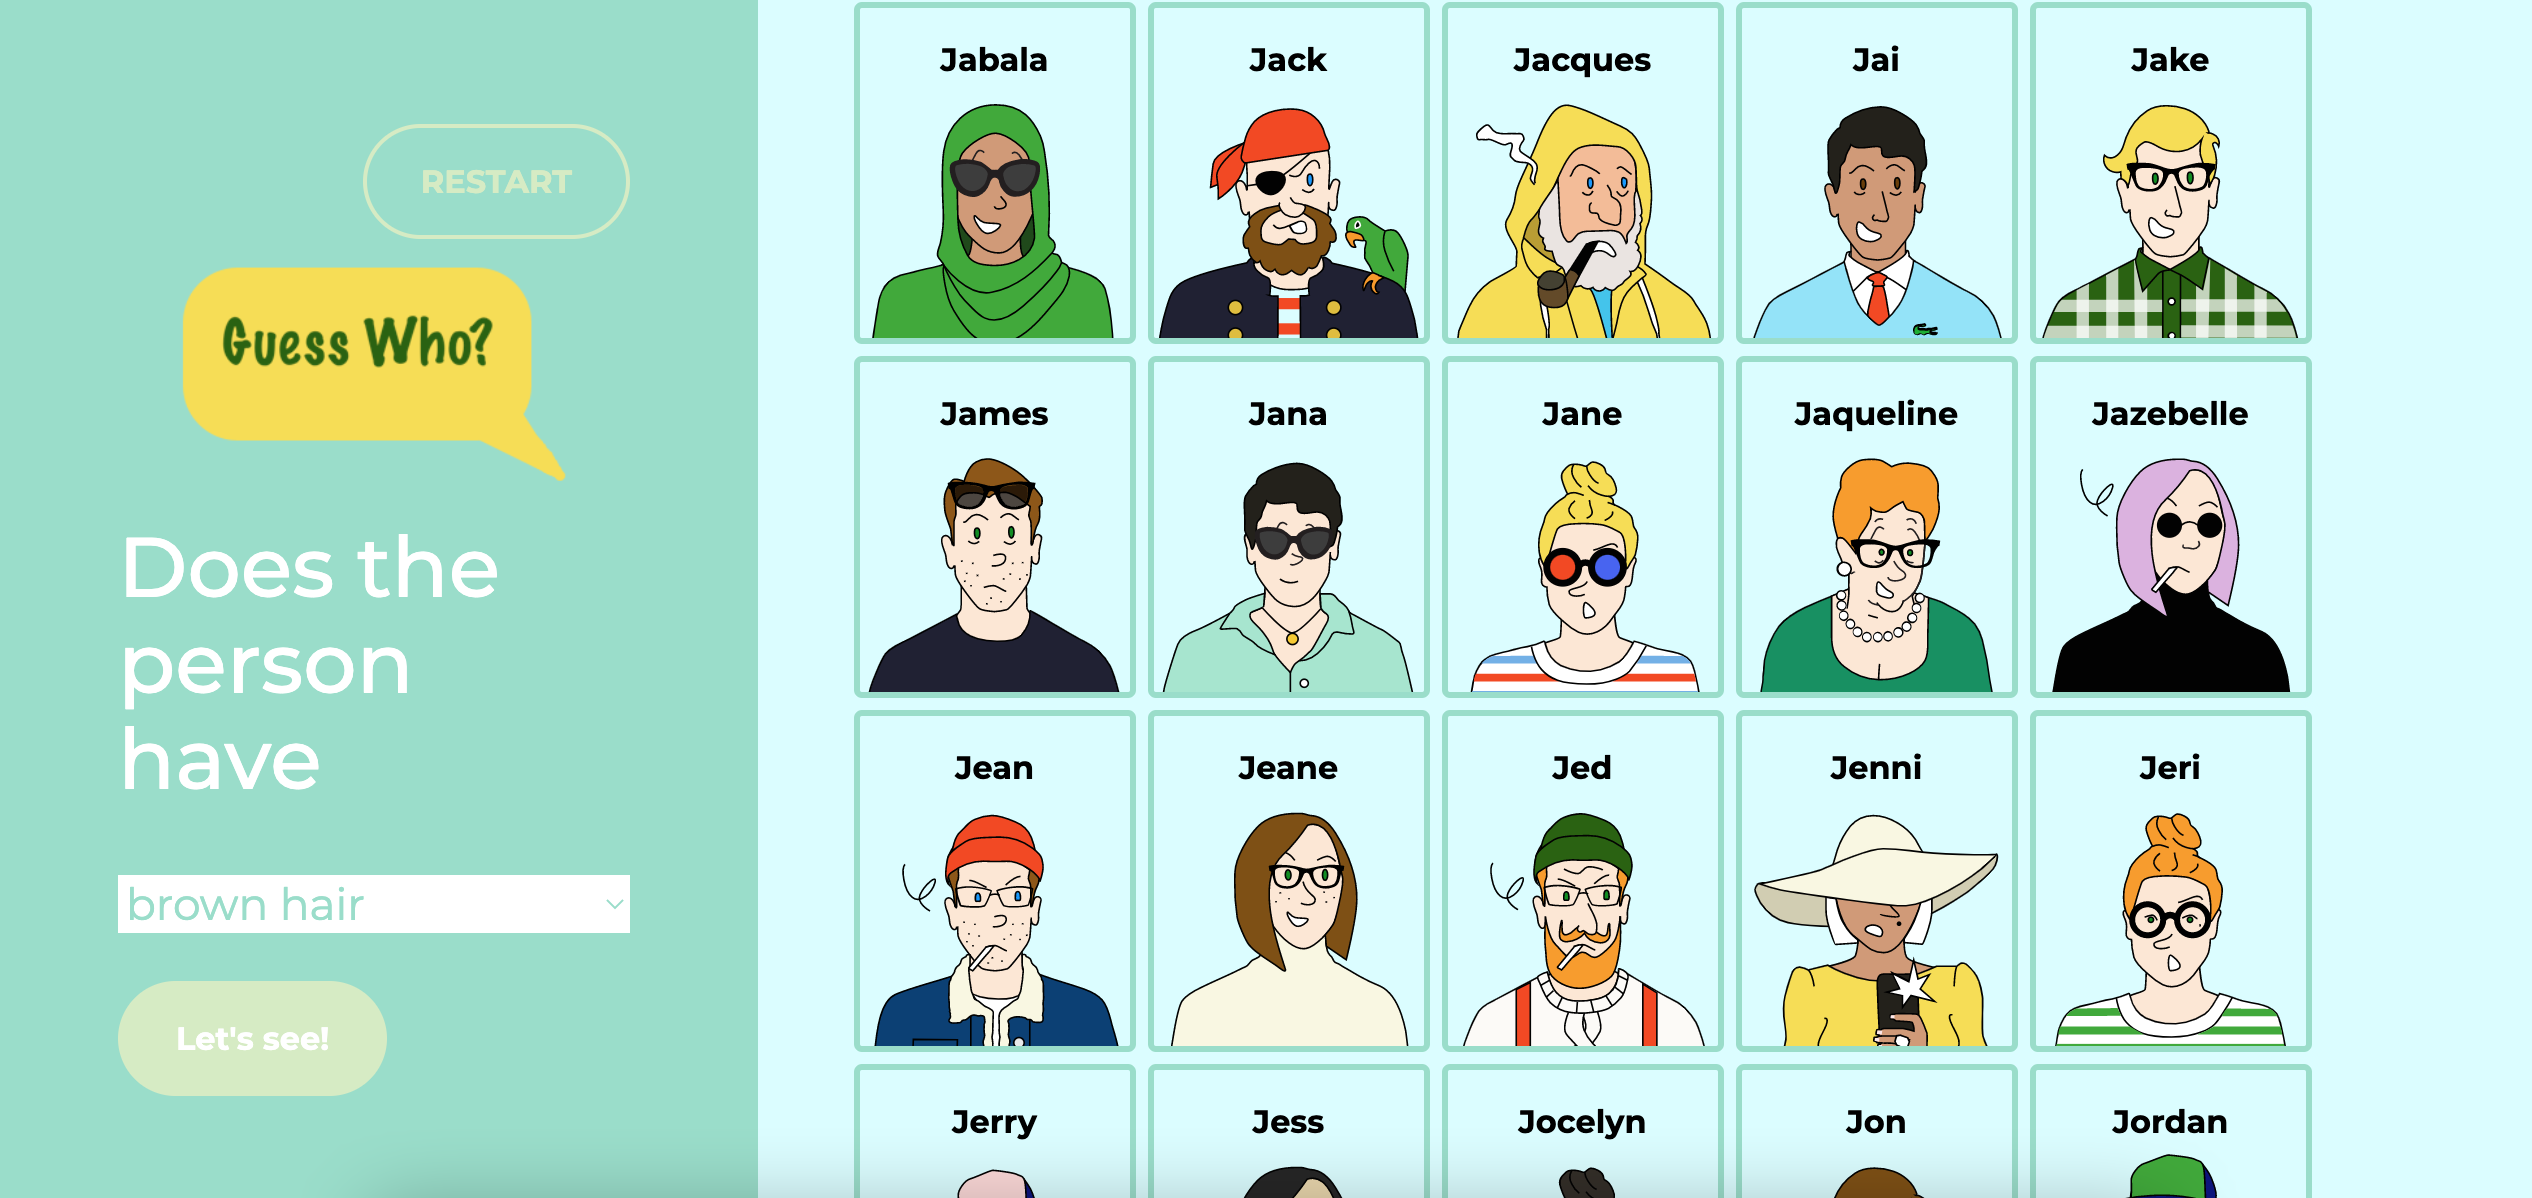 RESTART
Guess Who?
Does the
person
have
brown hair
Let's see!
Jabala
Jack
Jacques
Jai
Jake
James
Jana
Jane
Jaqueline
Jazebelle
Jean
Jeane
Jed
Jenni
Jeri
Jerry
Jess
Jocelyn
Jon
Jordan